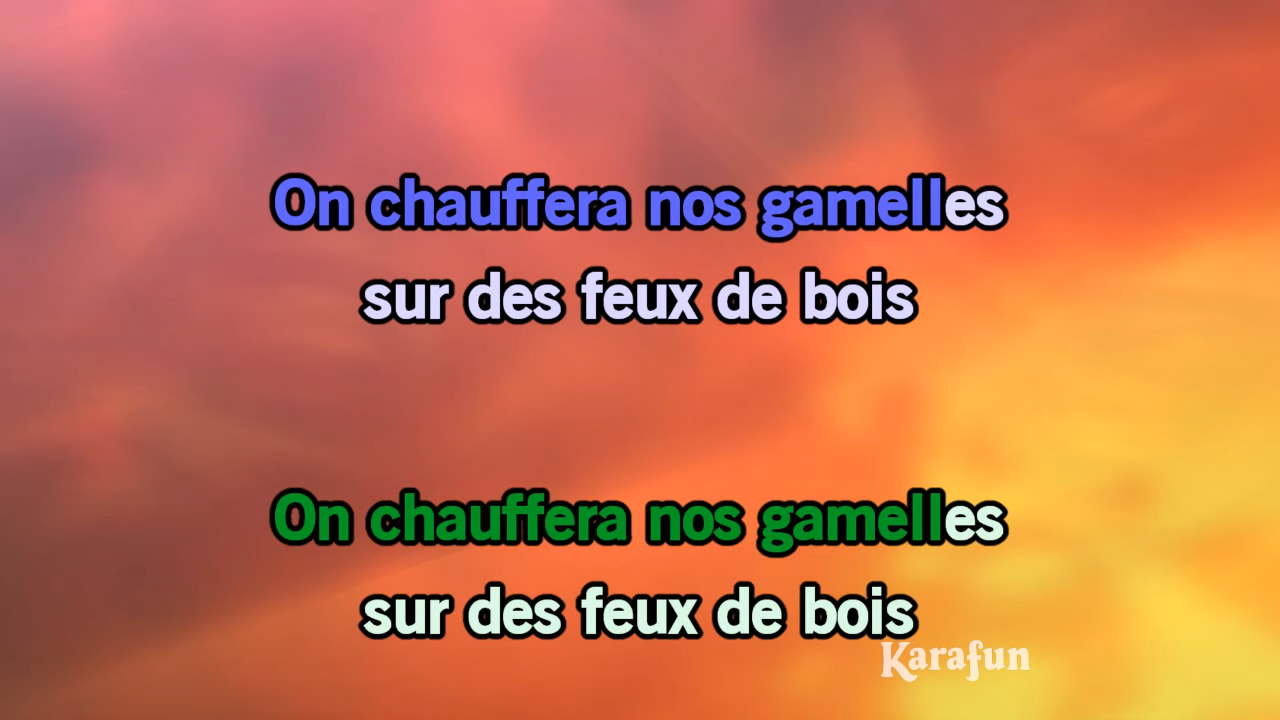 On chauffera nos gamelles
sur des feux de bois
On chauffera nos gamelles
sur des feux de bois
Karafun